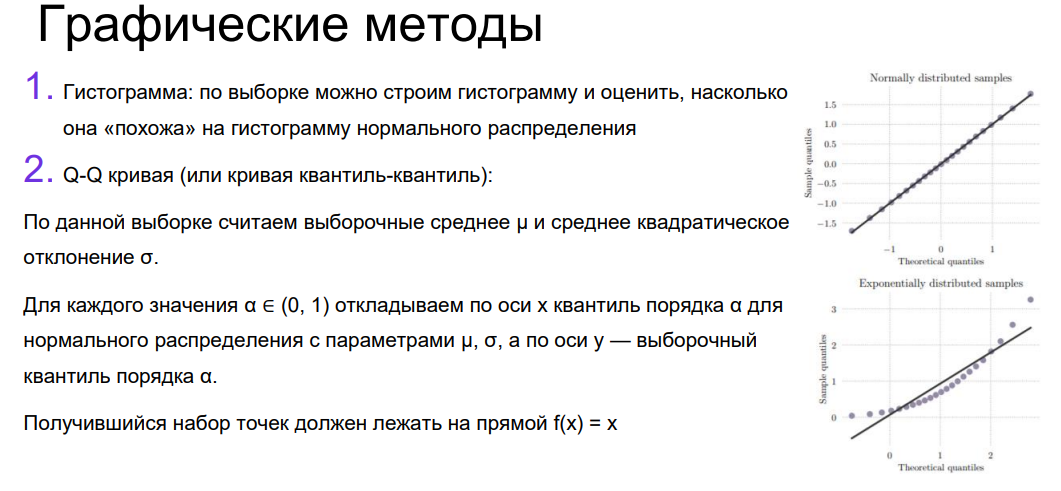 Графические методы
1. Гистограмма: по выборке можно строим гистограмму и оценить, насколько
она «похожа» на гистограмму нормального распределения
2. Q-Q кривая (или кривая квантиль-квантиль):
По данной выборке считаем выборочные среднее μ и среднее квадратическое
отклонение σ.
Для каждого значения α ∈ (0, 1) откладываем по оси x квантиль порядка α для
нормального распределения с параметрами μ, σ, а по оси y — выборочный
квантиль порядка α.
Получившийся набор точек должен лежать на прямой f(x) = x
Normally distributed samples
Sample quantiles
1.5
1.0
0.5
0.0
−0.5
−1.0
−1.5
−1 0 1
Theoretical quantiles
Exponentially distributed samples
Sample quantiles
3
2
1
0
0 1 2
Theoretical quantiles